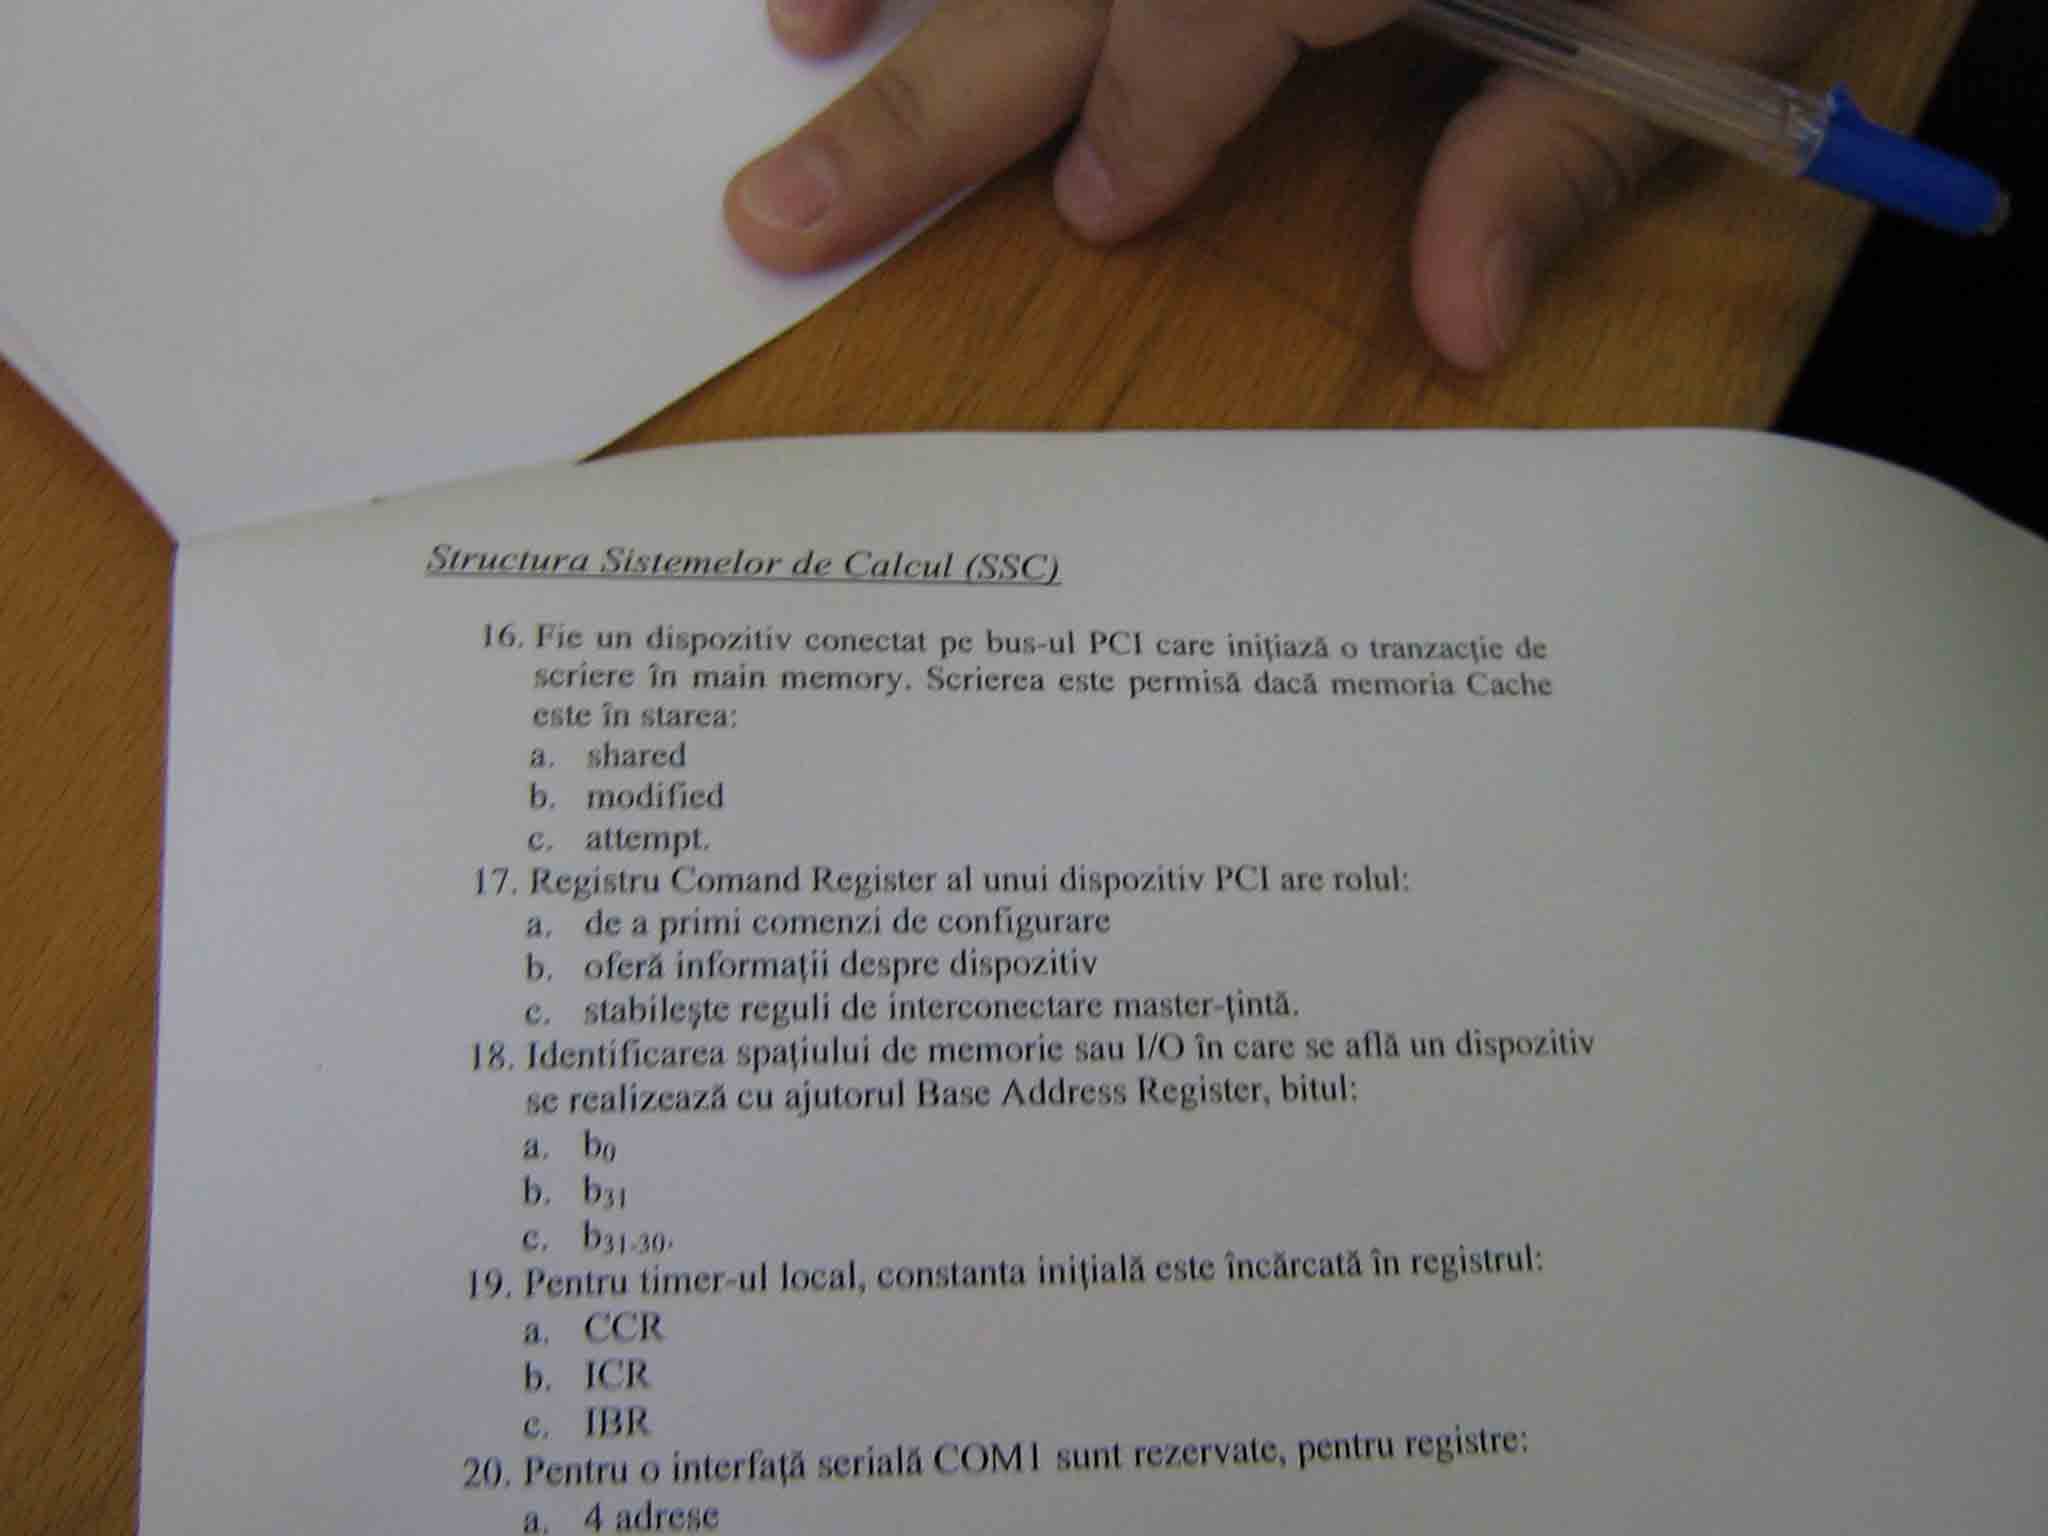 Structura Sistemelor de Calcul (SSC)
16. Fie un dispozitiv conectat pe bus-ul PCI care iniţiază o tranzacţie de
scriere în main memory. Scrierea este permisă dacă memoria Cache
este în starea:
a. shared
b. modified
c. attempt.
17. Registru Comand Register al unui dispozitiv PCI are rolul:
a. de a primi comenzi de configurare
b. oferă informaţii despre dispozitiv
c. stabileşte reguli de interconectare master-ţintă.
18. Identificarea spaţiului de memorie sau I/O în care se află un dispozitiv
se realizează cu ajutorul Base Address Register, bitul:
a. b0
b. b31
c. b31-30.
19. Pentru timer-ul local, constanta iniţială este încărcată în registrul:
a. CCR
b. ICR
c. IBR
20. Pentru o interfaţă serială COM1 sunt rezervate, pentru registre:
a. 4 adrese